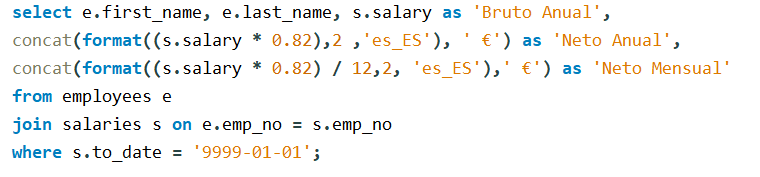 select e.first_name, e.last_name, s.salary as 'Bruto Anual',
concat(format((s.salary * 0.82),2 ,'es_ES'), ' €') as 'Neto Anual',
concat(format((s.salary * 0.82) / 12,2, 'es_ES'),' €') as 'Neto Mensual'
from employees e
join salaries s on e.emp_no = s.emp_no
where s.to_date = '9999-01-01';